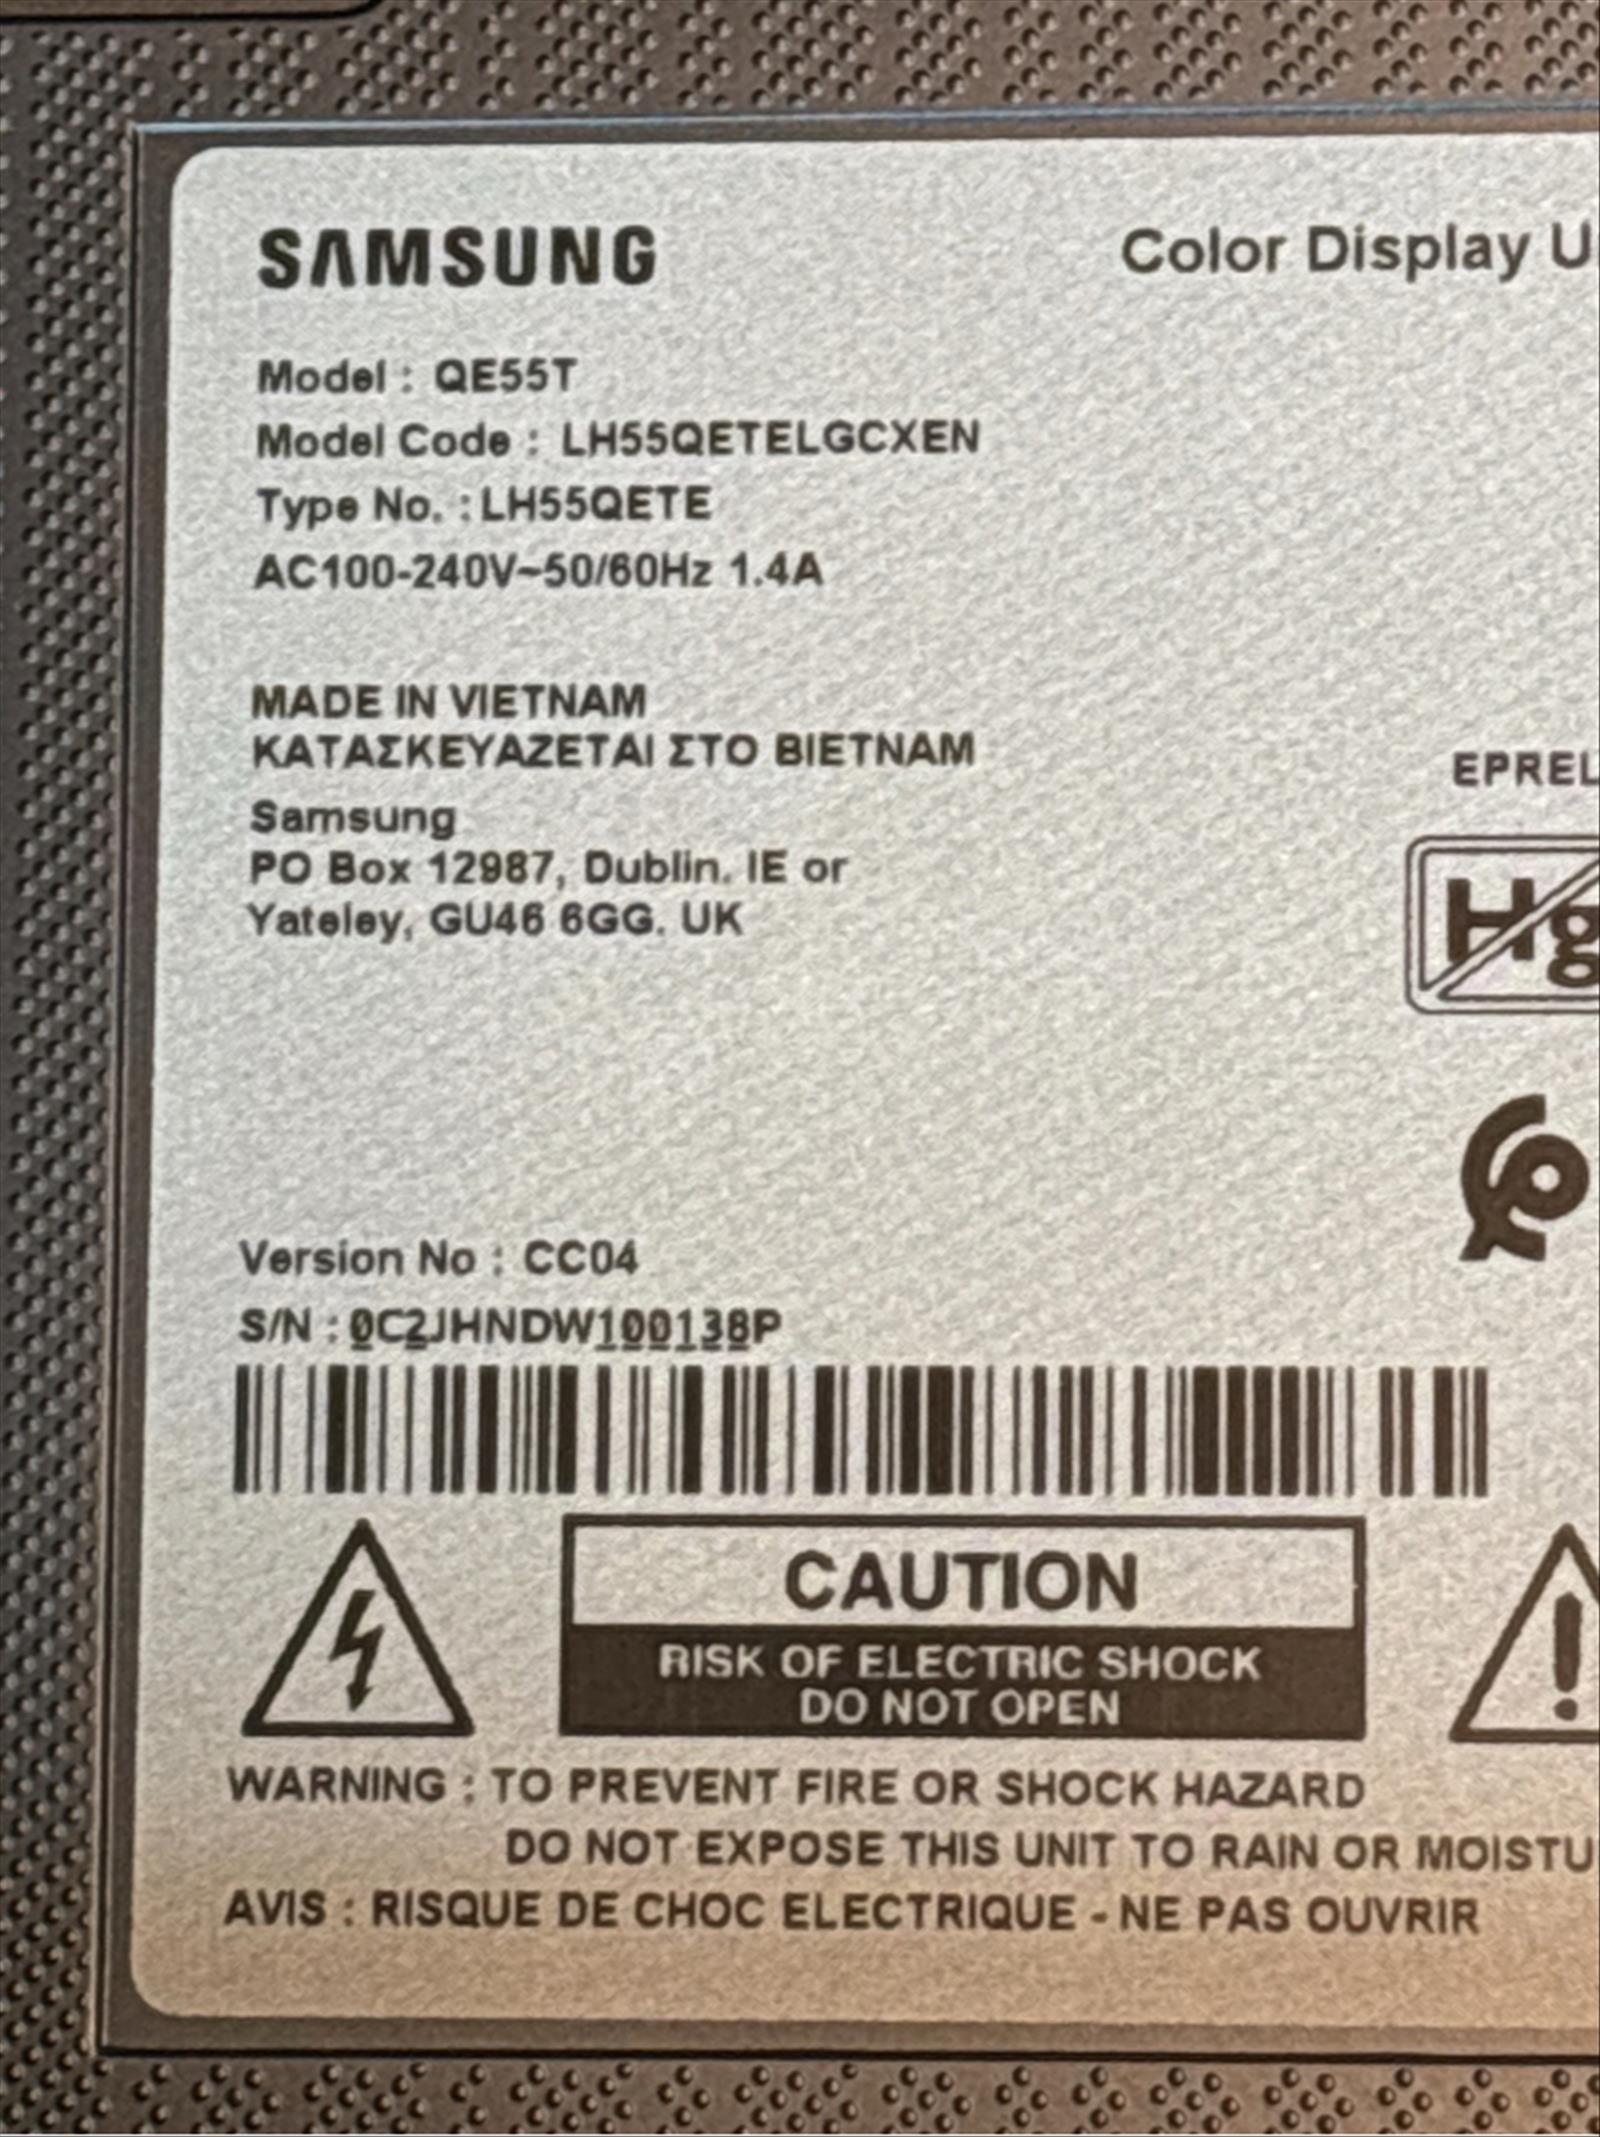 SAMSUNG
Color Display U
Model : QE55T
Model Code : LH55QETELGCXEN
Type No. : LH55QETE
AC100-240V~50/60Hz 1.4A
MADE IN VIETNAM
ΚΑΤΑΣΚΕΥΑΖΕΤΑΙ ΣΤΟ ΒΙΕΤΝΑΜ
EPREL
Samsung
PO Box 12987, Dublin. IE or
Yateley, GU46 6GG. UK
Hg
Version No : CC04
S/N : 0C2JHNDW100138P
CAUTION
RISK OF ELECTRIC SHOCK
DO NOT OPEN
WARNING : TO PREVENT FIRE OR SHOCK HAZARD
DO NOT EXPOSE THIS UNIT TO RAIN OR MOISTU
AVIS : RISQUE DE CHOC ELECTRIQUE - NE PAS OUVRIR